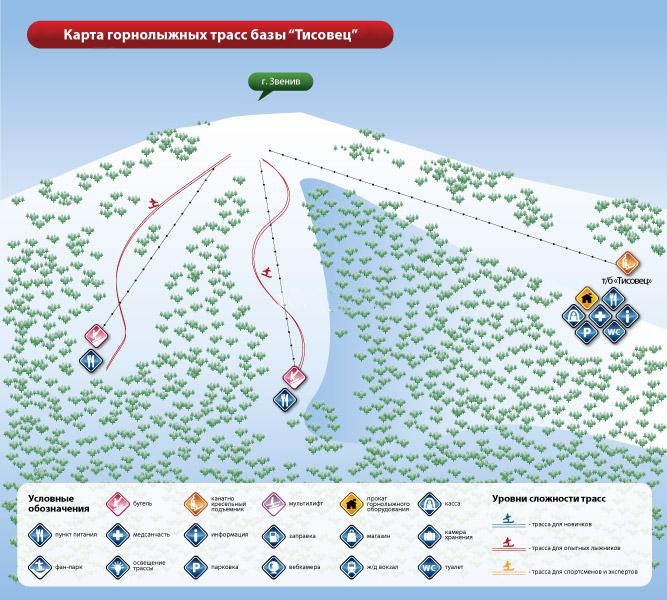 Карта горнолыжных трасс базы “Тисовец”
г. Звенив
т/б «Тисовец»
P
WC
Условные
обозначения
бугель
канатно
кресельный
подъемник
мультилифт
прокат
горнолыжного
оборудования
касса
Уровни сложности трасс
пункт питания
медсанчасть
информация
заправка
магазин
камера
хранения
- трасса для новичков
- трасса для опытных лыжников
фан-парк
освещение
трассы
P
парковка
вебкамера
ж/д вокзал
WC
туалет
- трасса для спортсменов и экспертов